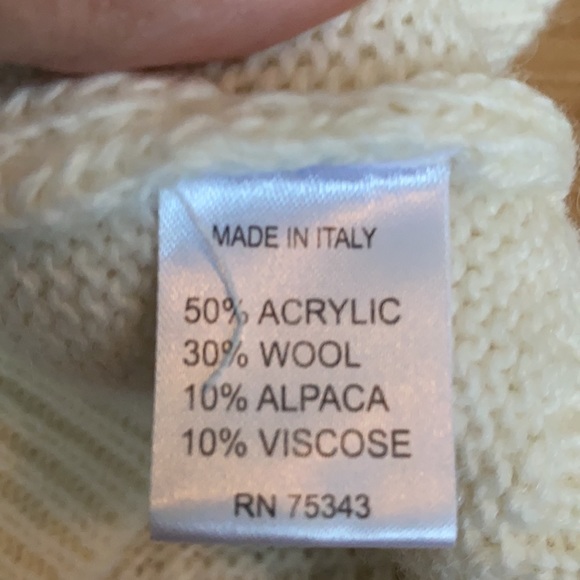 MADE IN ITALY
50% ACRYLIC
30% WOOL
10% ALPACA
10% VISCOSE
RN 75343